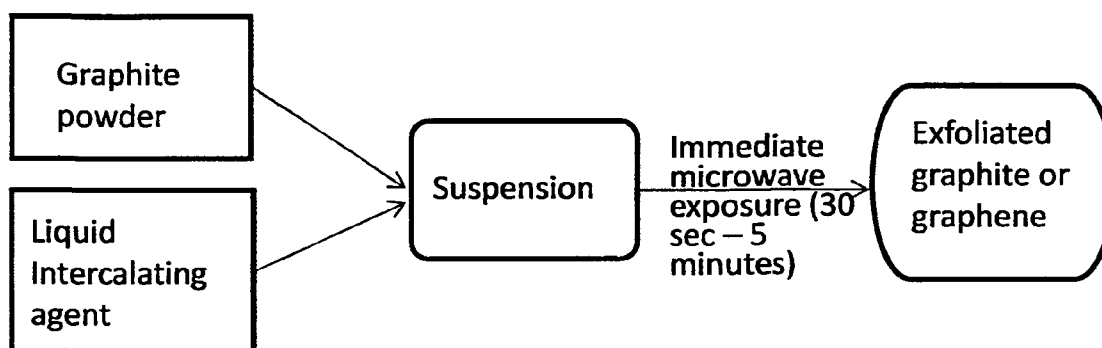 Graphite
powder
Liquid
Intercalating
agent
Suspension
Immediate
microwave
exposure (30
sec – 5
minutes)
Exfoliated
graphite or
graphene